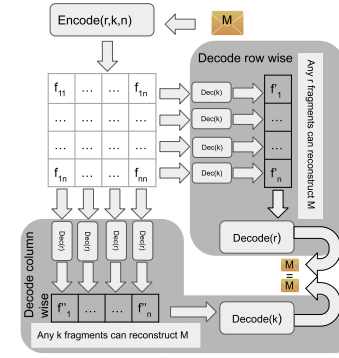 Encode(r,k,n)
M
Decode row wise
f11 ... ... f1n
Dec(k)
f'1
... ... ... ...
Dec(k)
...
... ... ... ...
Dec(k)
...
f1n ... ... fnn
Dec(k)
f'n
Any r fragments can reconstruct M
Dec(r)
Dec(r)
Dec(r)
Dec(r)
Decode(r)
M
=
M
Decode column
wise
f''1 ... ... f''n
Decode(k)
Any k fragments can reconstruct M